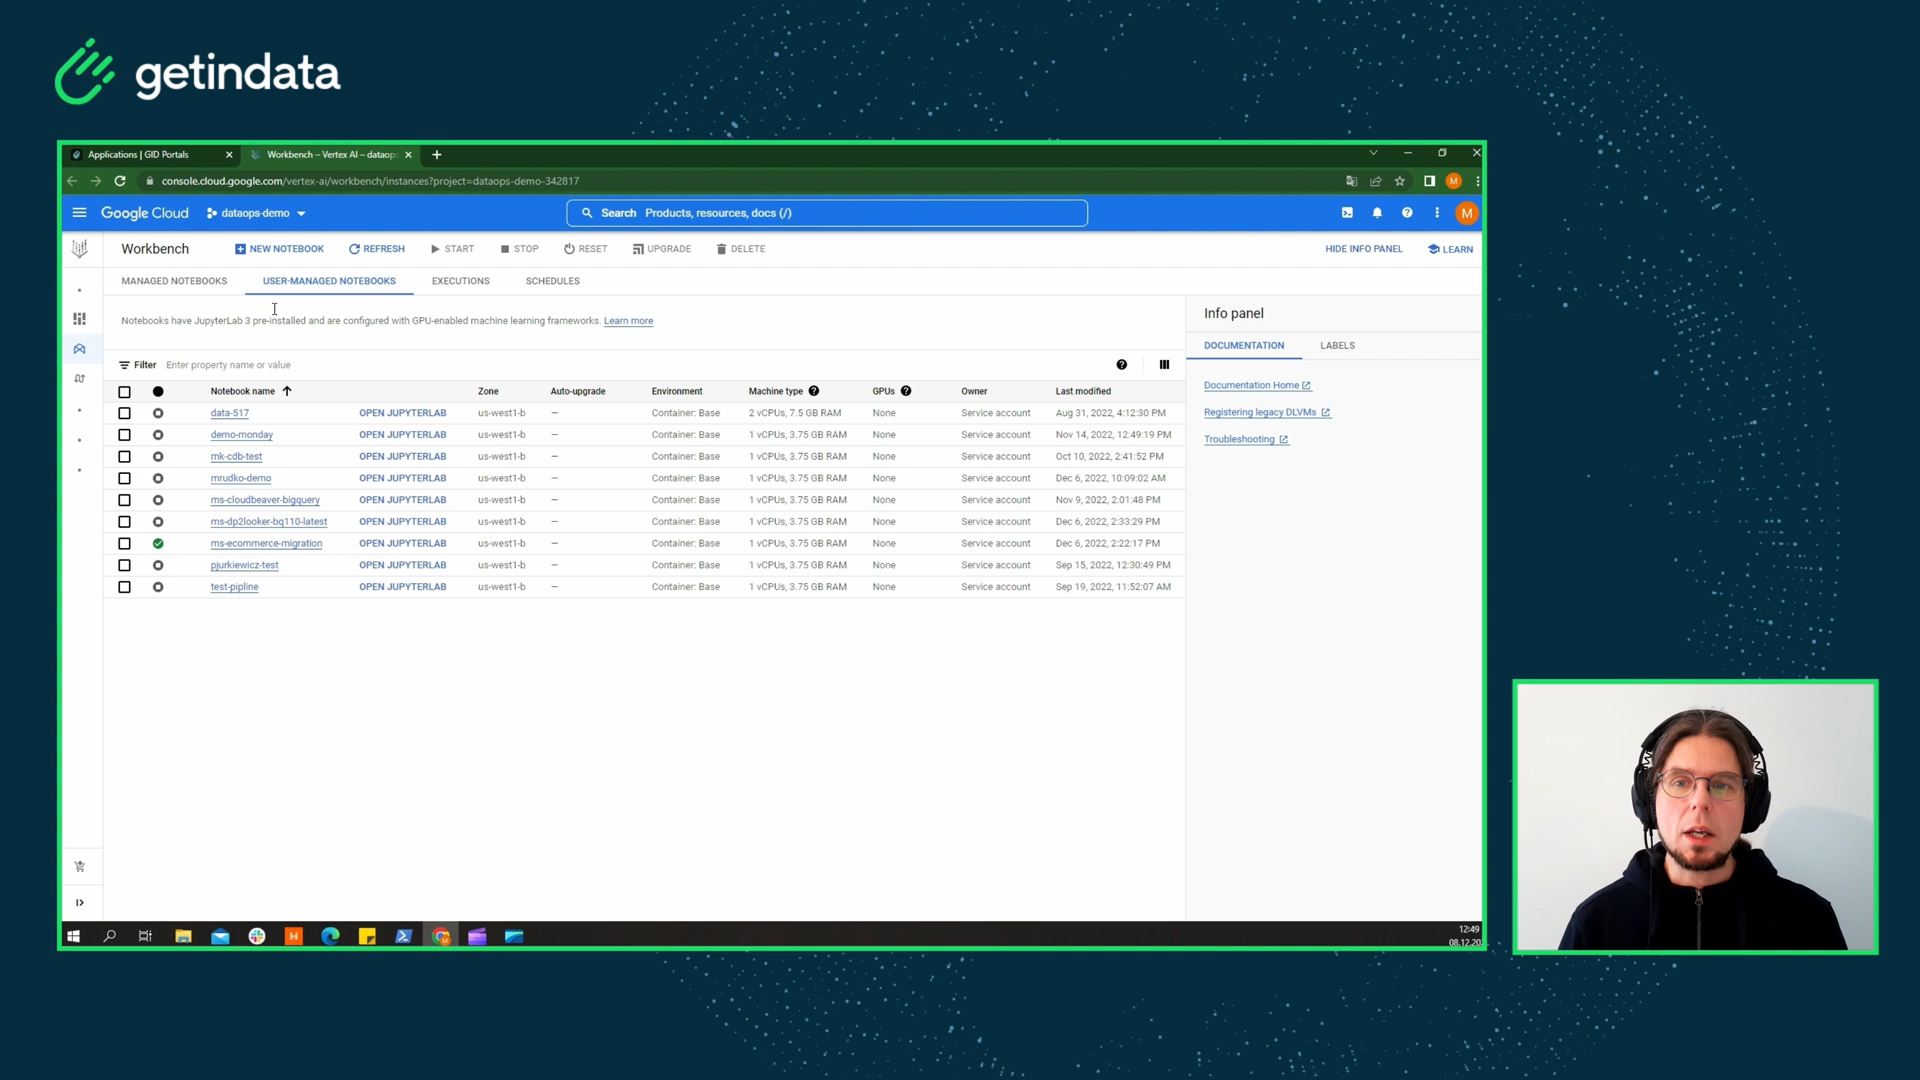 getindata
Applications | GID Portals
Workbench – Vertex AI – dataops-
console.cloud.google.com/vertex-ai/workbench/instances?project=dataops-demo-342817
M
Google Cloud
dataops-demo
Search Products, resources, docs (/)
M
Workbench
NEW NOTEBOOK
REFRESH
START
STOP
RESET
UPGRADE
DELETE
HIDE INFO PANEL
LEARN
MANAGED NOTEBOOKS
USER-MANAGED NOTEBOOKS
EXECUTIONS
SCHEDULES
Notebooks have JupyterLab 3 pre-installed and are configured with GPU-enabled machine learning frameworks. Learn more
Filter Enter property name or value
Notebook name Zone Auto-upgrade Environment Machine type GPUs Owner Last modified
data-517 OPEN JUPYTERLAB us-west1-b — Container: Base 2 vCPUs, 7.5 GB RAM None Service account Aug 31, 2022, 4:12:30 PM
demo-monday OPEN JUPYTERLAB us-west1-b — Container: Base 1 vCPUs, 3.75 GB RAM None Service account Nov 14, 2022, 12:49:19 PM
mk-cdb-test OPEN JUPYTERLAB us-west1-b — Container: Base 1 vCPUs, 3.75 GB RAM None Service account Oct 10, 2022, 2:41:52 PM
mrudko-demo OPEN JUPYTERLAB us-west1-b — Container: Base 1 vCPUs, 3.75 GB RAM None Service account Dec 6, 2022, 10:09:02 AM
ms-cloudbeaver-bigquery OPEN JUPYTERLAB us-west1-b — Container: Base 1 vCPUs, 3.75 GB RAM None Service account Nov 9, 2022, 2:01:48 PM
ms-dp2looker-bq110-latest OPEN JUPYTERLAB us-west1-b — Container: Base 1 vCPUs, 3.75 GB RAM None Service account Dec 6, 2022, 2:33:29 PM
ms-ecommerce-migration OPEN JUPYTERLAB us-west1-b — Container: Base 1 vCPUs, 3.75 GB RAM None Service account Dec 6, 2022, 2:22:17 PM
pjurkiewicz-test OPEN JUPYTERLAB us-west1-b — Container: Base 1 vCPUs, 3.75 GB RAM None Service account Sep 15, 2022, 12:30:49 PM
test-pipline OPEN JUPYTERLAB us-west1-b — Container: Base 1 vCPUs, 3.75 GB RAM None Service account Sep 19, 2022, 11:52:07 AM
Info panel
DOCUMENTATION
LABELS
Documentation Home
Registering legacy DLVMs
Troubleshooting
H
12:49
08.12.20